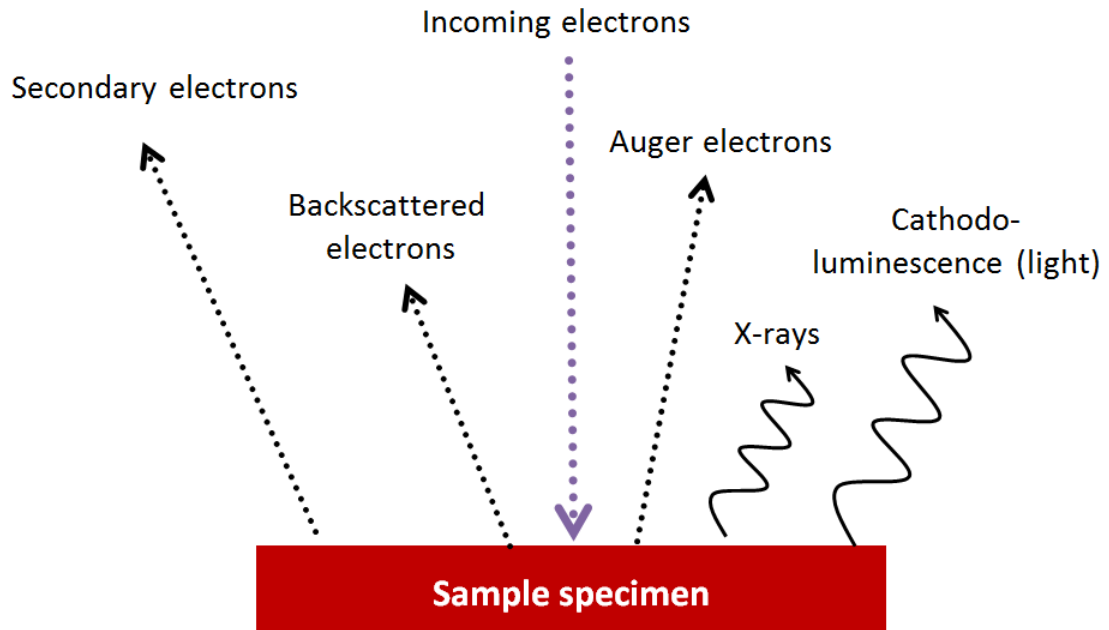 Incoming electrons
Secondary electrons
Auger electrons
Backscattered
electrons
Cathodo-
luminescence (light)
X-rays
Sample specimen